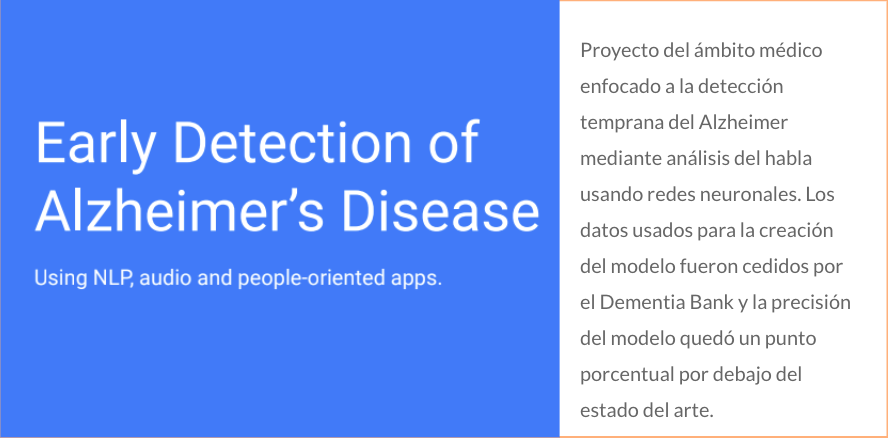 Early Detection of
Alzheimer’s Disease
Using NLP, audio and people-oriented apps.
Proyecto del ámbito médico
enfocado a la detección
temprana del Alzheimer
mediante análisis del habla
usando redes neuronales. Los
datos usados para la creación
del modelo fueron cedidos por
el Dementia Bank y la precisión
del modelo quedó un punto
porcentual por debajo del
estado del arte.